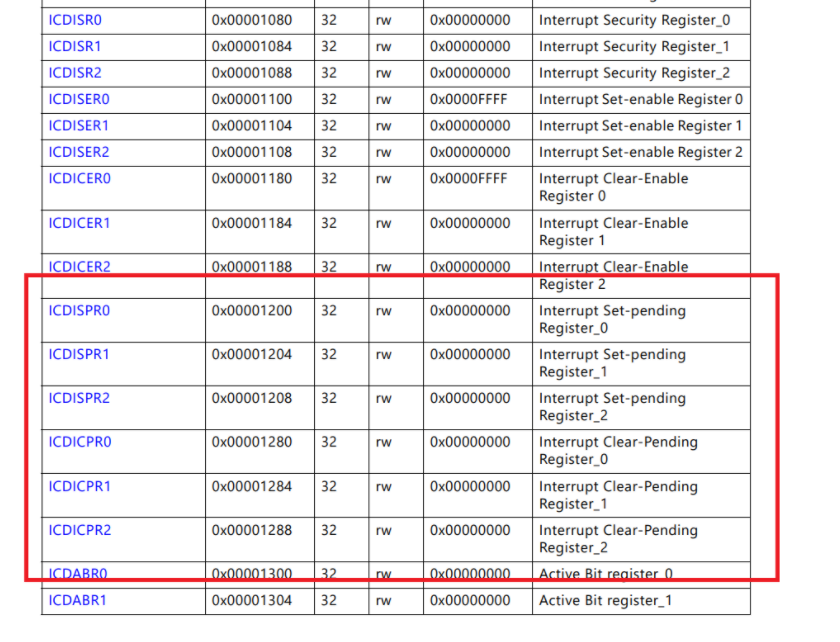 ICDISR0 0x00001080 32 rw 0x00000000 Interrupt Security Register_0
ICDISR1 0x00001084 32 rw 0x00000000 Interrupt Security Register_1
ICDISR2 0x00001088 32 rw 0x00000000 Interrupt Security Register_2
ICDISER0 0x00001100 32 rw 0x0000FFFF Interrupt Set-enable Register 0
ICDISER1 0x00001104 32 rw 0x00000000 Interrupt Set-enable Register 1
ICDISER2 0x00001108 32 rw 0x00000000 Interrupt Set-enable Register 2
ICDICER0 0x00001180 32 rw 0x0000FFFF Interrupt Clear-Enable
Register 0
ICDICER1 0x00001184 32 rw 0x00000000 Interrupt Clear-Enable
Register 1
ICDICER2 0x00001188 32 rw 0x00000000 Interrupt Clear-Enable
Register 2
ICDISPR0 0x00001200 32 rw 0x00000000 Interrupt Set-pending
Register_0
ICDISPR1 0x00001204 32 rw 0x00000000 Interrupt Set-pending
Register_1
ICDISPR2 0x00001208 32 rw 0x00000000 Interrupt Set-pending
Register_2
ICDICPR0 0x00001280 32 rw 0x00000000 Interrupt Clear-Pending
Register_0
ICDICPR1 0x00001284 32 rw 0x00000000 Interrupt Clear-Pending
Register_1
ICDICPR2 0x00001288 32 rw 0x00000000 Interrupt Clear-Pending
Register_2
ICDABR0 0x00001300 32 rw 0x00000000 Active Bit register_0
ICDABR1 0x00001304 32 rw 0x00000000 Active Bit register_1